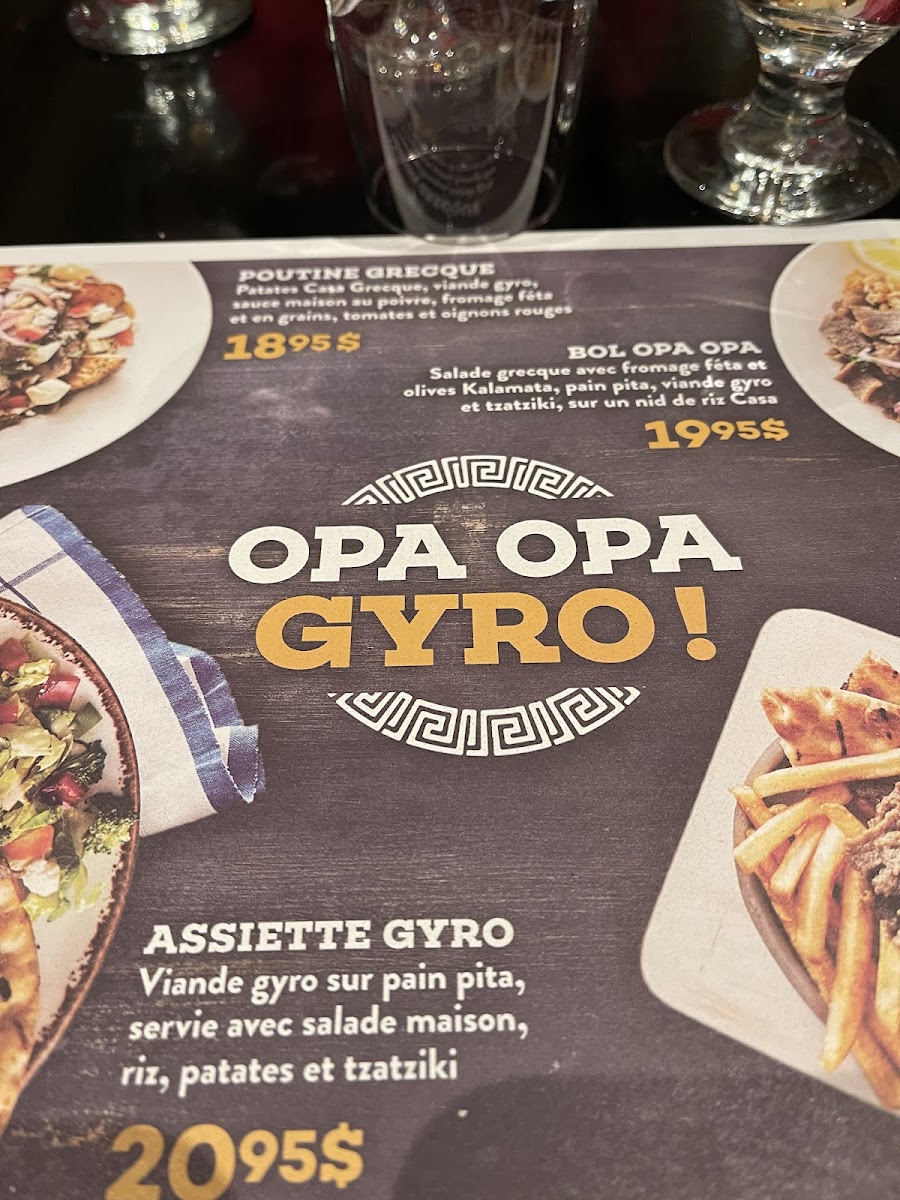 POUTINE GRECQUE
Patates Casa Grecque, viande gyro,
sauce maison au poivre, fromage féta
et en grains, tomates et oignons rouges
1895$
BOL OPA OPA
Salade grecque avec fromage féta et
olives Kalamata, pain pita, viande gyro
et tzatziki, sur un nid de riz Casa
1995$
OPA OPA
GYRO!
ASSIETTE GYRO
Viande gyro sur pain pita,
servie avec salade maison,
riz, patates et tzatziki
2095$